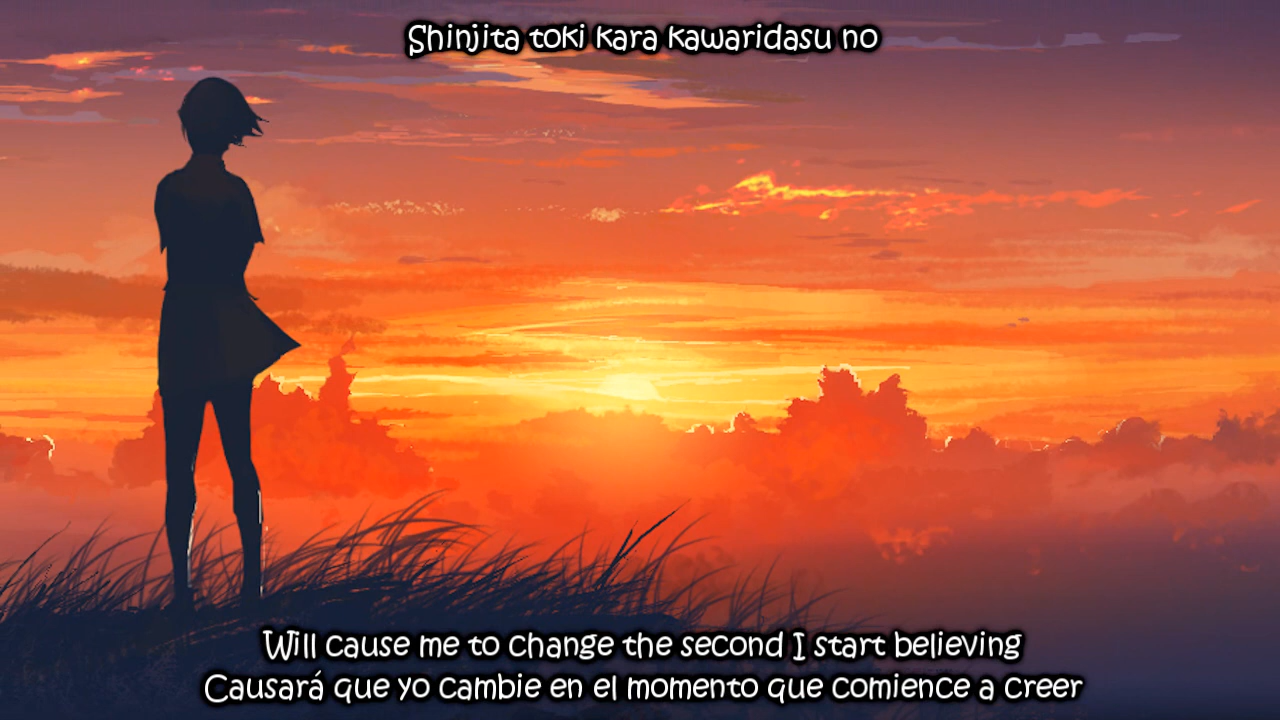 Shinjita toki kara kawaridasu no
Will cause me to change the second I start believing
Causará que yo cambie en el momento que comience a creer